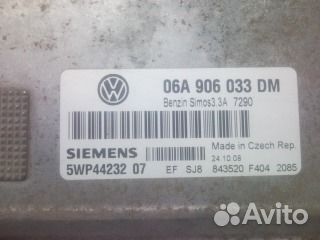 06A 906 033 DM
Benzin Simos3.3A 7290
Made in Czech Rep.
SIEMENS
24.10.08
5WP44232 07
EF SJ8 843520 F404 2085
Avito